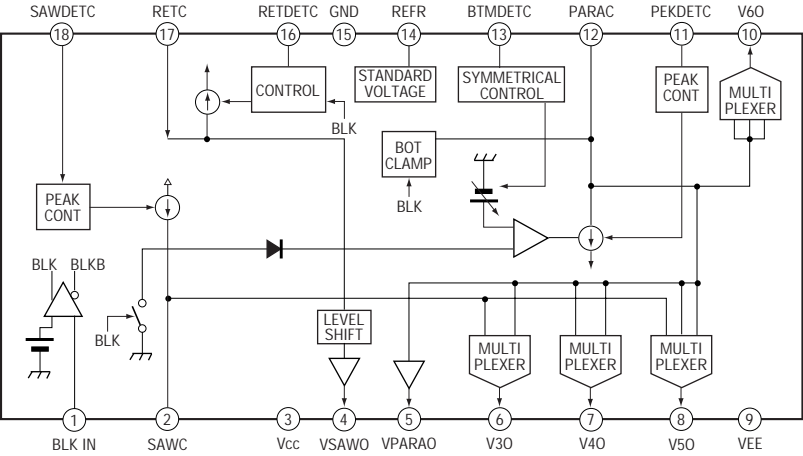 SAWDETC RETC RETDETC GND REFR BTMDETC PARAC PEKDETC V6O
18 17 16 15 14 13 12 11 10
CONTROL
STANDARD
VOLTAGE
SYMMETRICAL
CONTROL
PEAK
CONT
MULTI
PLEXER
BLK
BOT
CLAMP
BLK
PEAK
CONT
BLK BLKB
BLK
LEVEL
SHIFT
MULTI
PLEXER
MULTI
PLEXER
MULTI
PLEXER
1 2 3 4 5 6 7 8 9
BLK IN SAWC Vcc VSAWO VPARAO V3O V4O V5O VEE